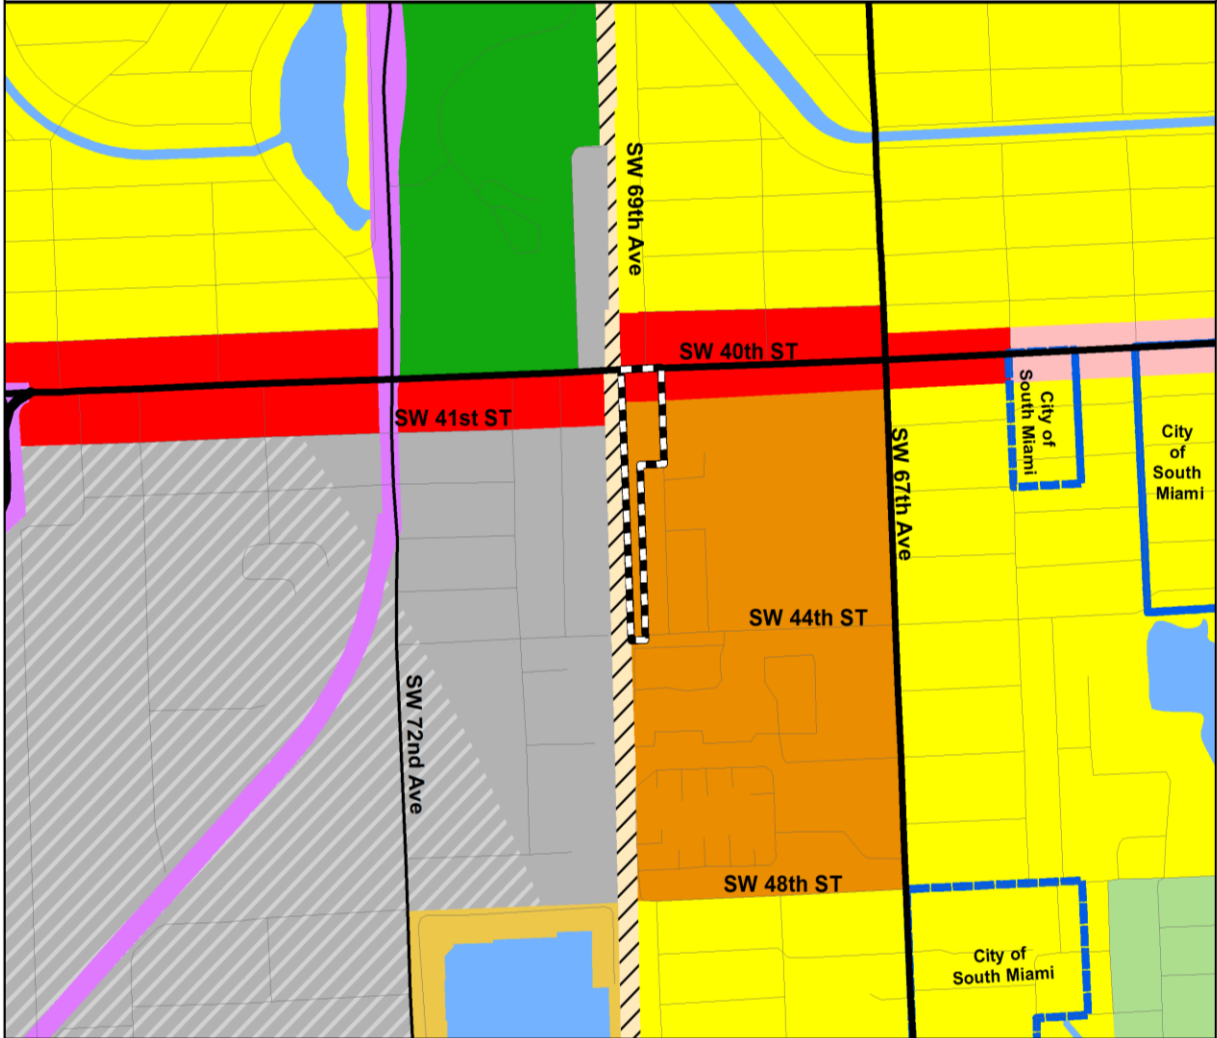 SW 69th Ave
SW 40th ST
SW 41st ST
City of
South Miami
City
of
South
Miami
SW 67th Ave
SW 44th ST
SW 72nd Ave
SW 48th ST
City of
South Miami